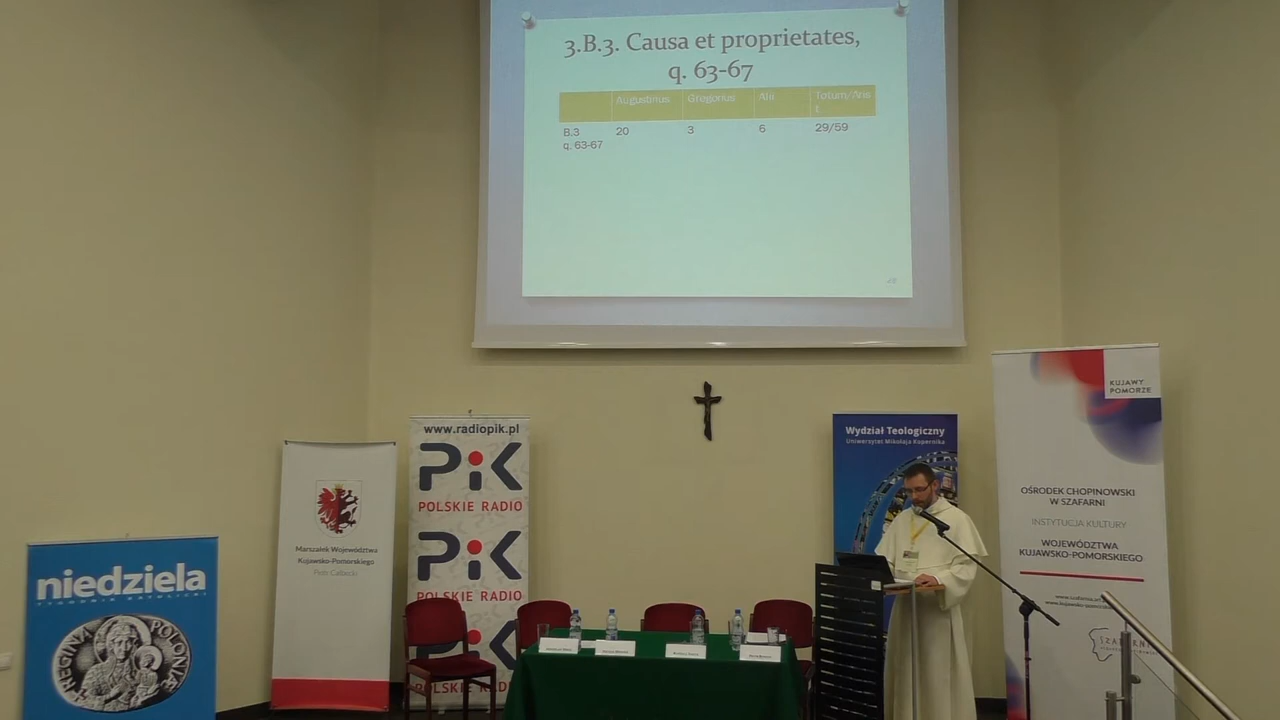 3.B.3. Causa et proprietates,
q. 63-67
Augustinus Gregorius Alii Totum/Aris
t
B.3 20 3 6 29/59
q. 63-67
www.radiopik.pl
PiK
POLSKIE RADIO
PiK
POLSKIE RADIO
POLSKIE RADIO
Marszałek Województwa
Kujawsko-Pomorskiego
Piotr Całbecki
niedziela
REGINA POLONIAE
Wydział Teologiczny
Uniwersytet Mikołaja Kopernika
KUJAWY
POMORZE
OŚRODEK CHOPINOWSKI
W SZAFARNI
INSTYTUCJA KULTURY
WOJEWÓDZTWA
KUJAWSKO-POMORSKIEGO